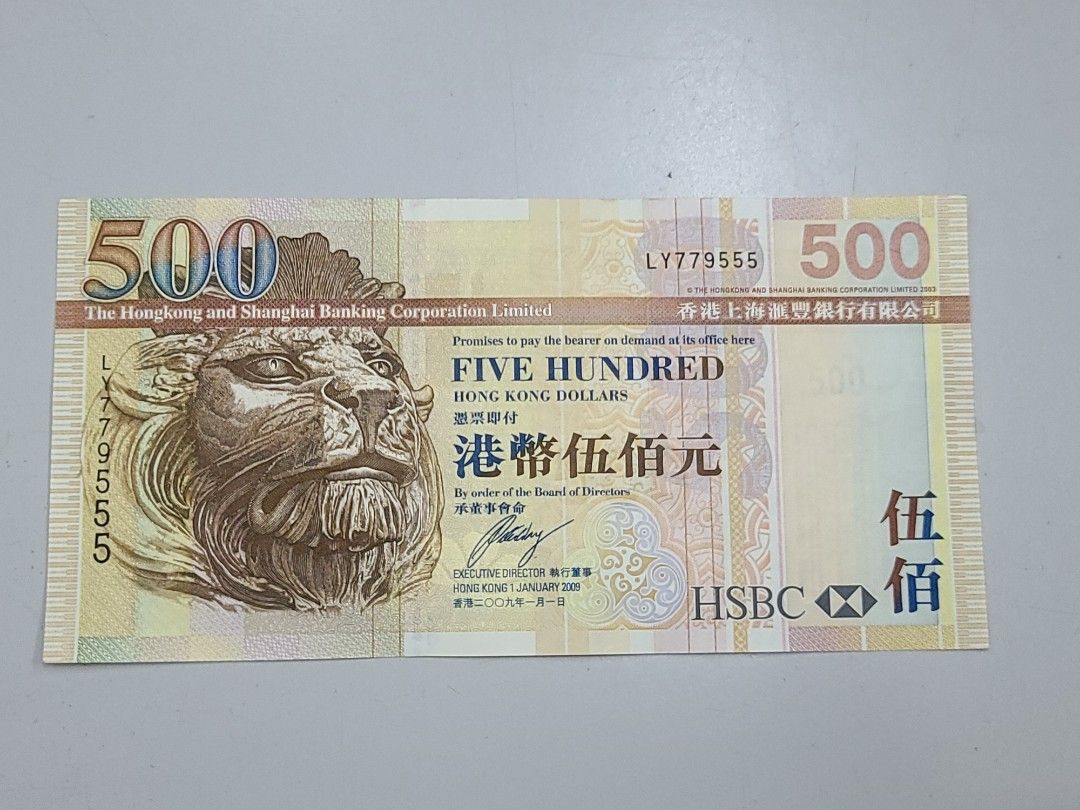 500
LY779555
500
© THE HONGKONG AND SHANGHAI BANKING CORPORATION LIMITED 2003
The Hongkong and Shanghai Banking Corporation Limited
香港上海滙豐銀行有限公司
LY779555
Promises to pay the bearer on demand at its office here
FIVE HUNDRED
HONG KONG DOLLARS
憑票即付
港幣伍佰元
By order of the Board of Directors
承董事會命
EXECUTIVE DIRECTOR 執行董事
HONG KONG 1 JANUARY 2009
香港二〇〇九年一月一日
HSBC
伍佰